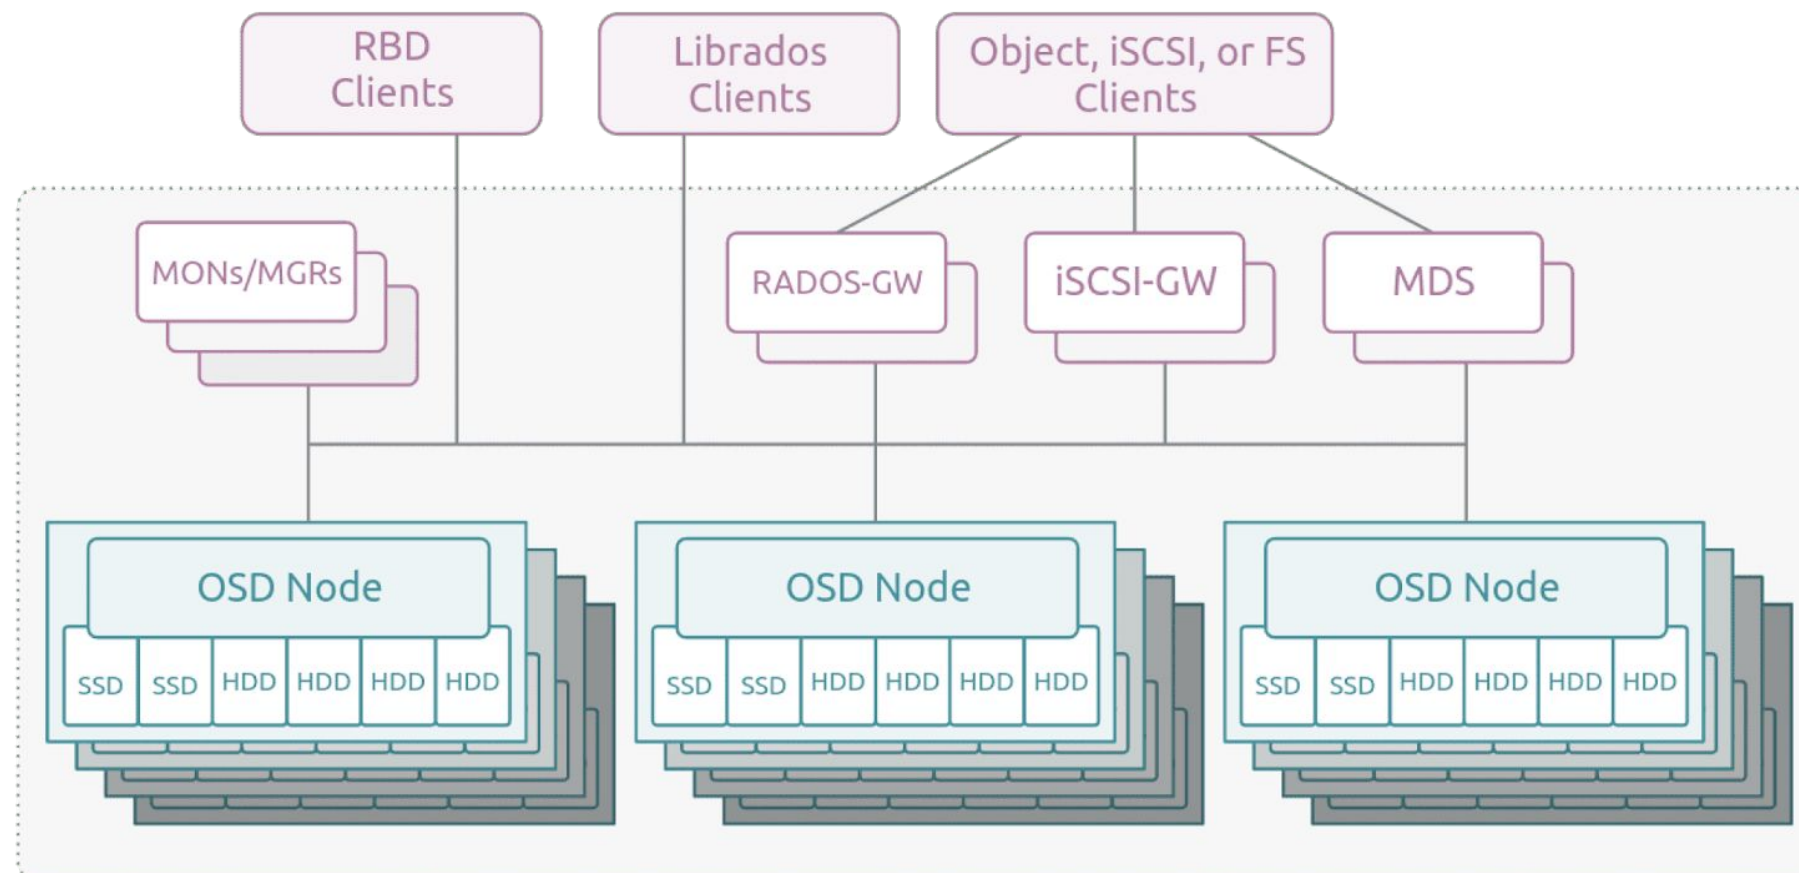 RBD
Clients
Librados
Clients
Object, iSCSI, or FS
Clients
MONs/MGRs
RADOS-GW
iSCSI-GW
MDS
OSD Node
SSD SSD HDD HDD HDD HDD
OSD Node
SSD SSD HDD HDD HDD HDD
OSD Node
SSD SSD HDD HDD HDD HDD